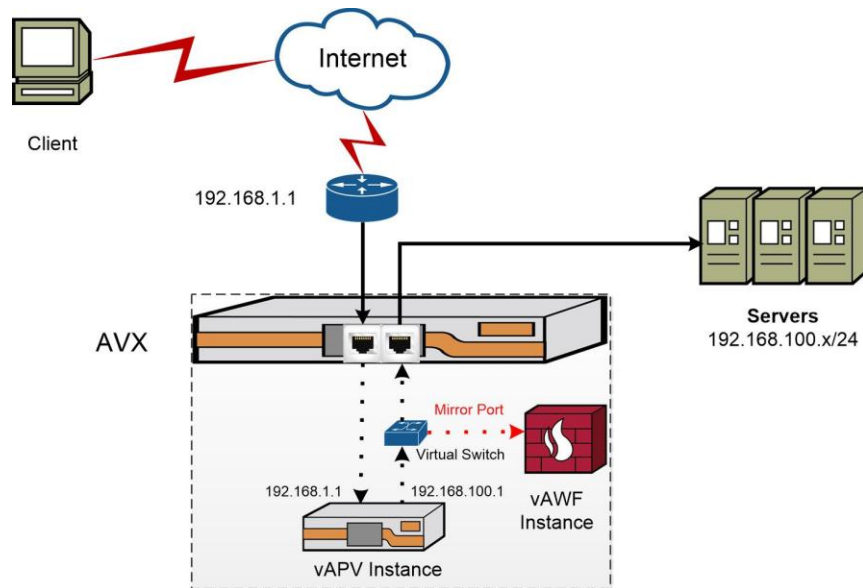 Internet
Client
192.168.1.1
Servers
192.168.100.x/24
AVX
Mirror Port
Virtual Switch
192.168.1.1
192.168.100.1
vAWF
Instance
vAPV Instance